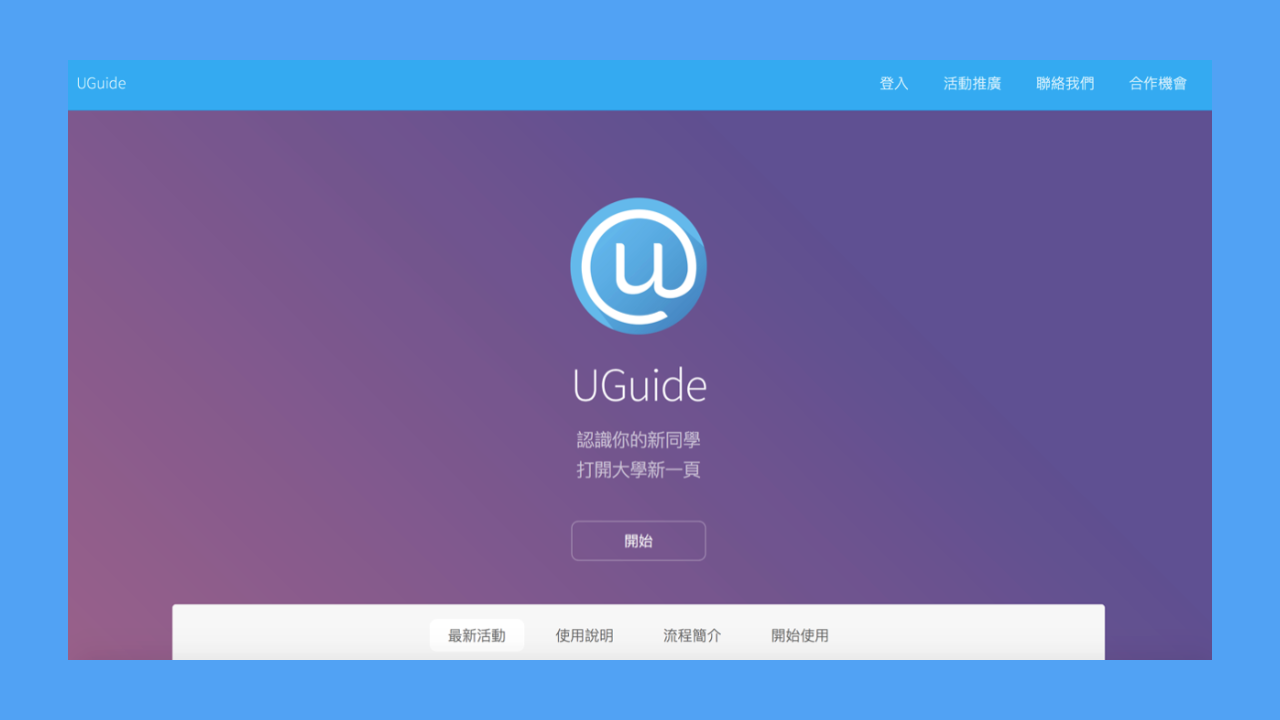 UGuide 登入 活動推廣 聯絡我們 合作機會
u
UGuide
認識你的新同學
打開大學新一頁
開始
最新活動 使用說明 流程簡介 開始使用